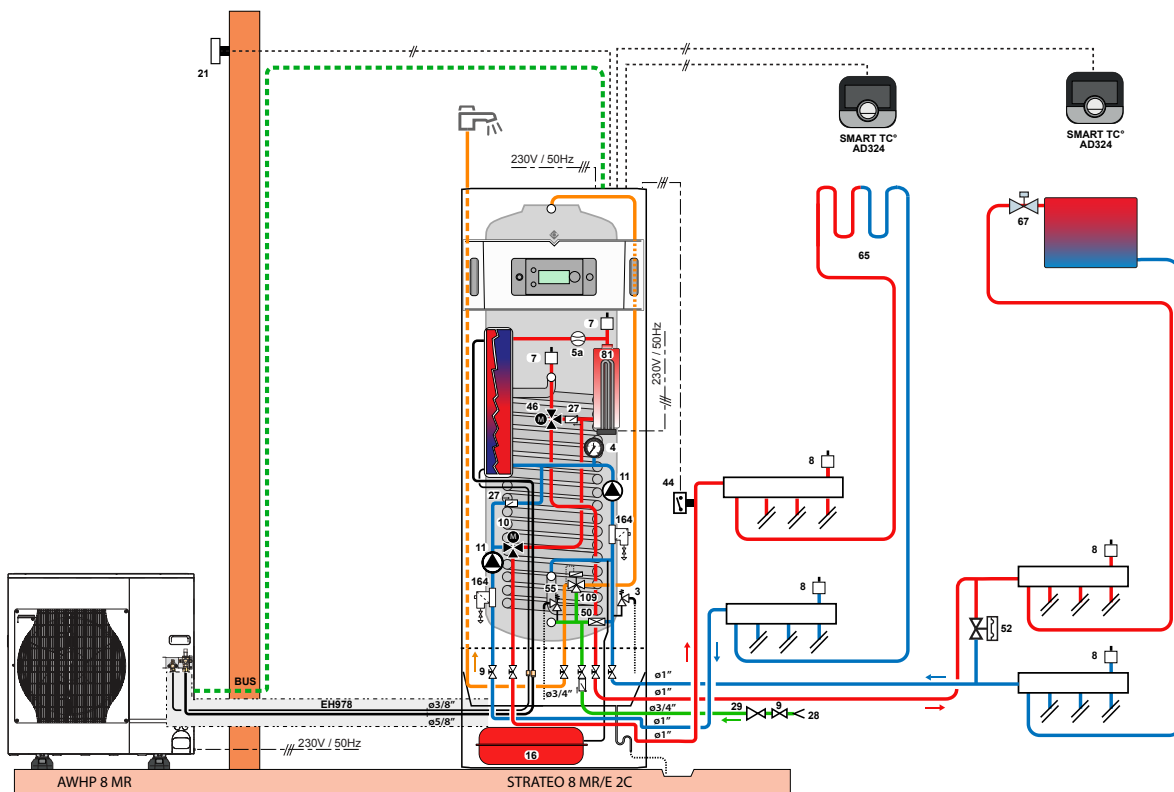 21
230V / 50Hz
SMART TC°
AD324
SMART TC°
AD324
67
65
7
5a
81
7
230V / 50Hz
46
M
27
4
8
11
44
27
164
10
M
11
8
8
55
3
164
109
52
50
8
9
ø3/4"
ø1"
BUS
EH978
ø3/8"
ø1"
ø3/4"
29
9
28
ø5/8"
ø1"
ø1"
230V / 50Hz
16
AWHP 8 MR
STRATEO 8 MR/E 2C